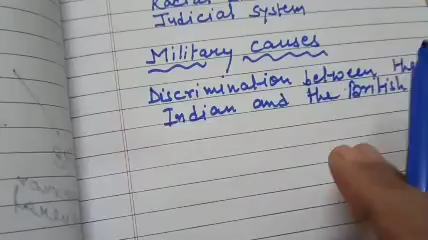 Judicial System
Military causes
Discrimination between the
Indian and the British